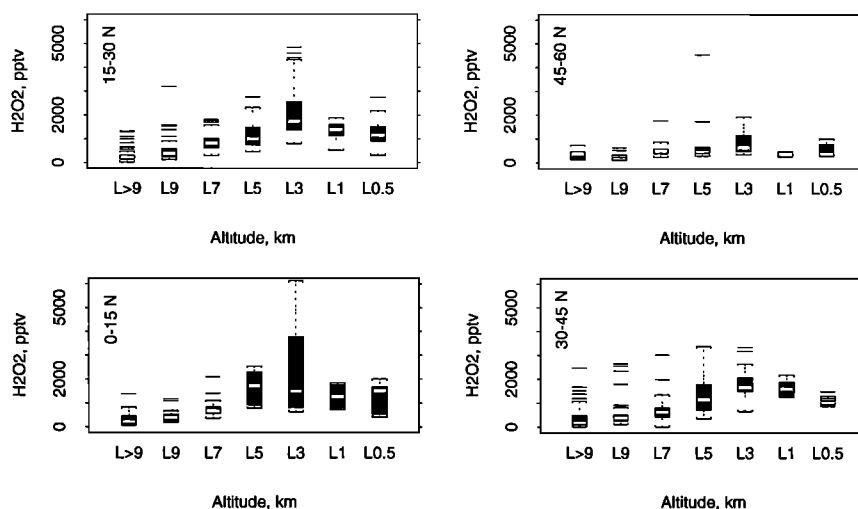 H2O2, pptv
0 2000 5000
15-30 N
L>9 L9 L7 L5 L3 L1 L0.5
Altitude, km
H2O2, pptv
0 2000 5000
45-60 N
L>9 L9 L7 L5 L3 L1 L0.5
Altitude, km
H2O2, pptv
0 2000 5000
0-15 N
L>9 L9 L7 L5 L3 L1 L0.5
Altitude, km
H2O2, pptv
0 2000 5000
30-45 N
L>9 L9 L7 L5 L3 L1 L0.5
Altitude, km